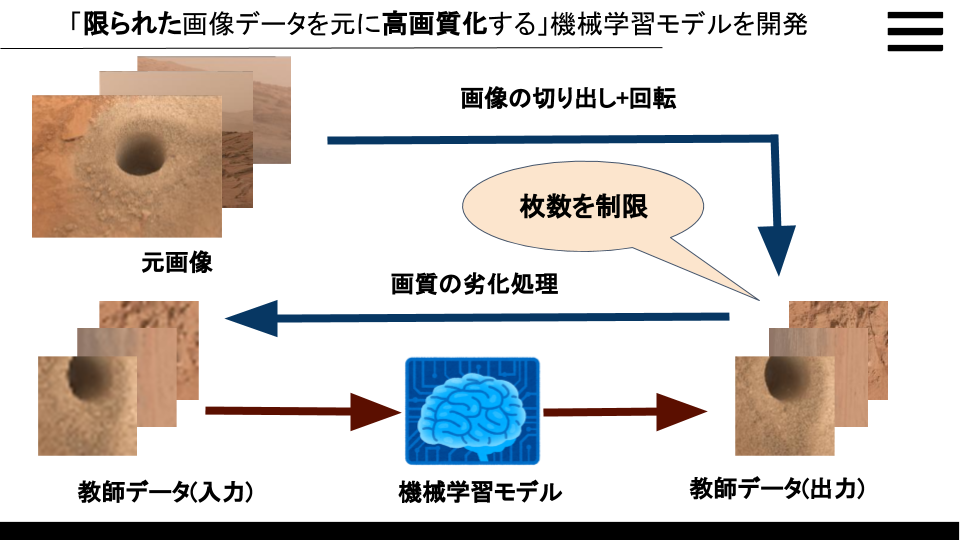 「限られた画像データを元に高画質化する」機械学習モデルを開発
画像の切り出し+回転
枚数を制限
元画像
画質の劣化処理
教師データ(入力)
機械学習モデル
教師データ(出力)